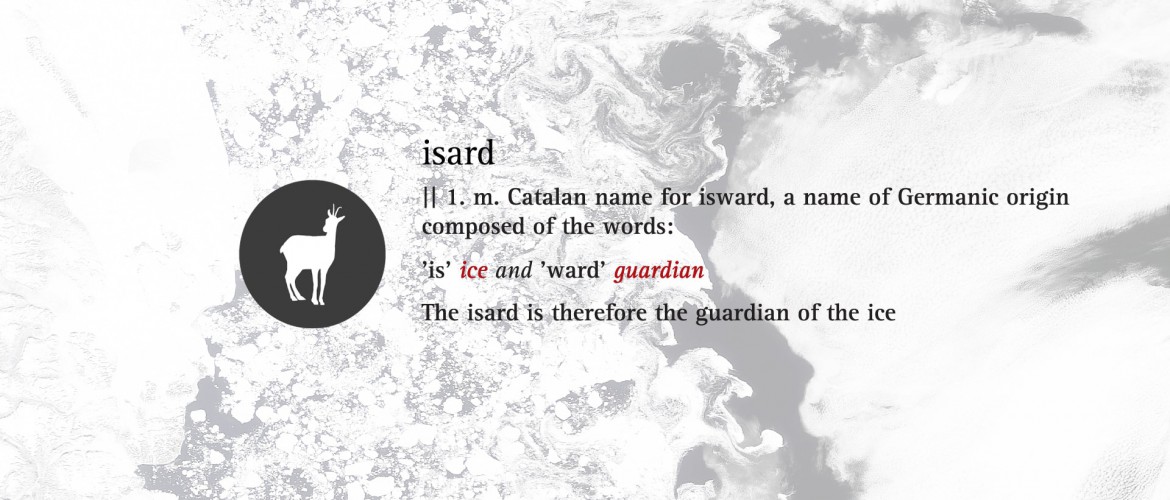 isard
|| 1. m. Catalan name for isward, a name of Germanic origin
composed of the words:
’is’ ice and ’ward’ guardian
The isard is therefore the guardian of the ice